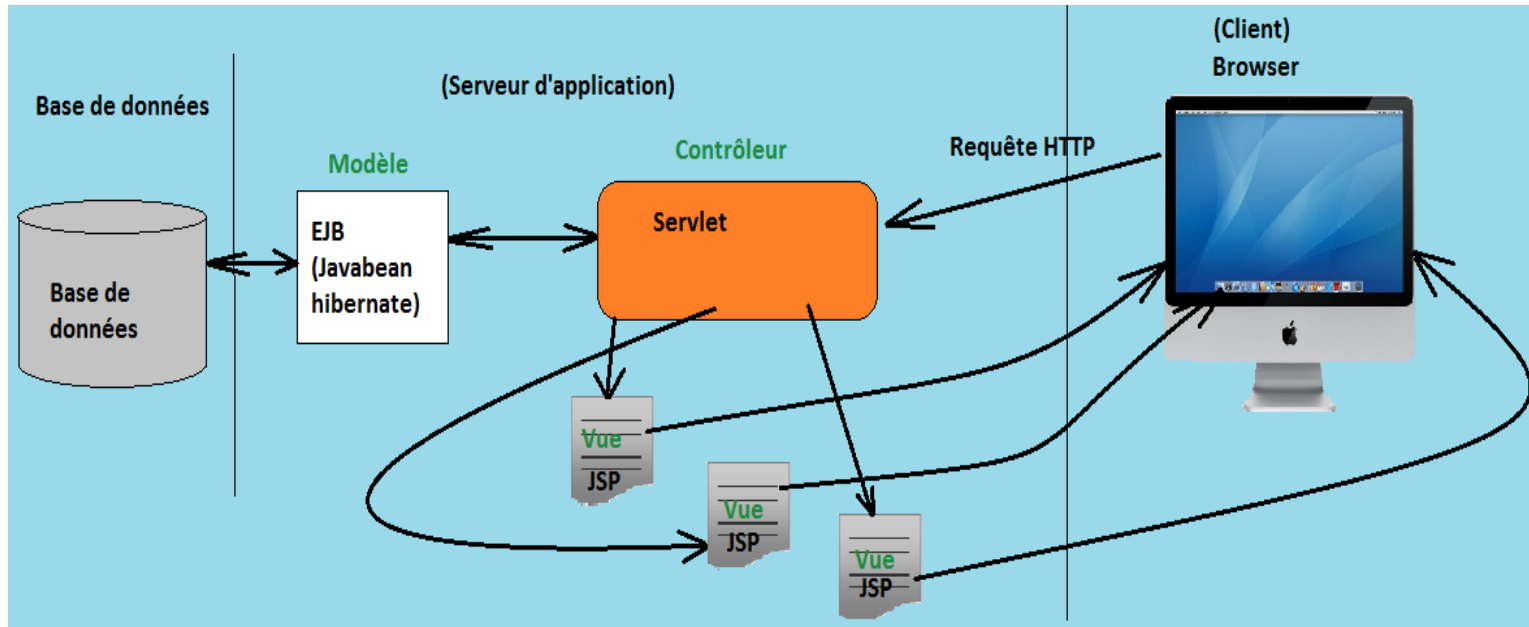 (Client)
Browser
(Serveur d'application)
Base de données
Requête HTTP
Contrôleur
Modèle
Servlet
EJB
(Javabean
hibernate)
Base de
données
Vue
JSP
Vue
JSP
Vue
JSP